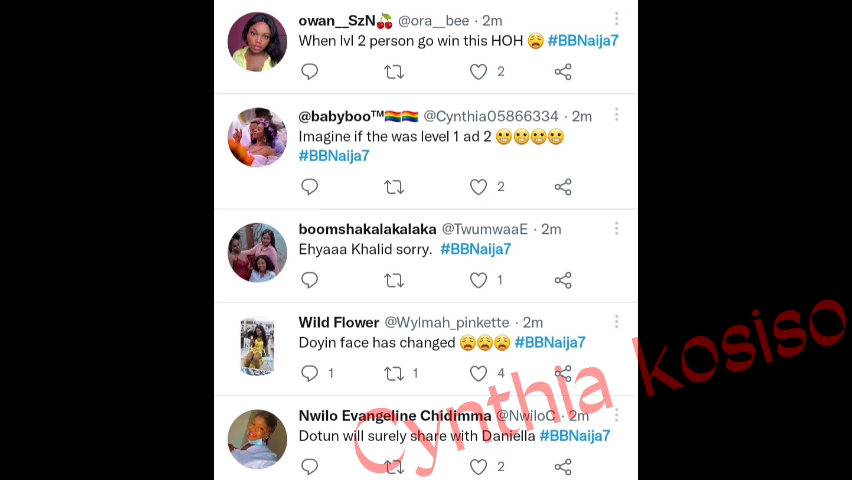 owan__SzN🍒 @ora__bee · 2m
When lvl 2 person go win this HOH 😩 #BBNaija7
2
@babyboo™🏳️‍🌈🏳️‍🌈 @Cynthia05866334 · 2m
Imagine if the was level 1 ad 2 😬😬😬😬
#BBNaija7
2
boomshakalakalaka @TwumwaaE · 2m
Ehyaaa Khalid sorry. #BBNaija7
1
Wild Flower @Wylmah_pinkette · 2m
Doyin face has changed 😩😩😩 #BBNaija7
1 1 4
Nwilo Evangeline Chidimma @NwiloC · 2m
Dotun will surely share with Daniella #BBNaija7
2
Cynthia kosiso